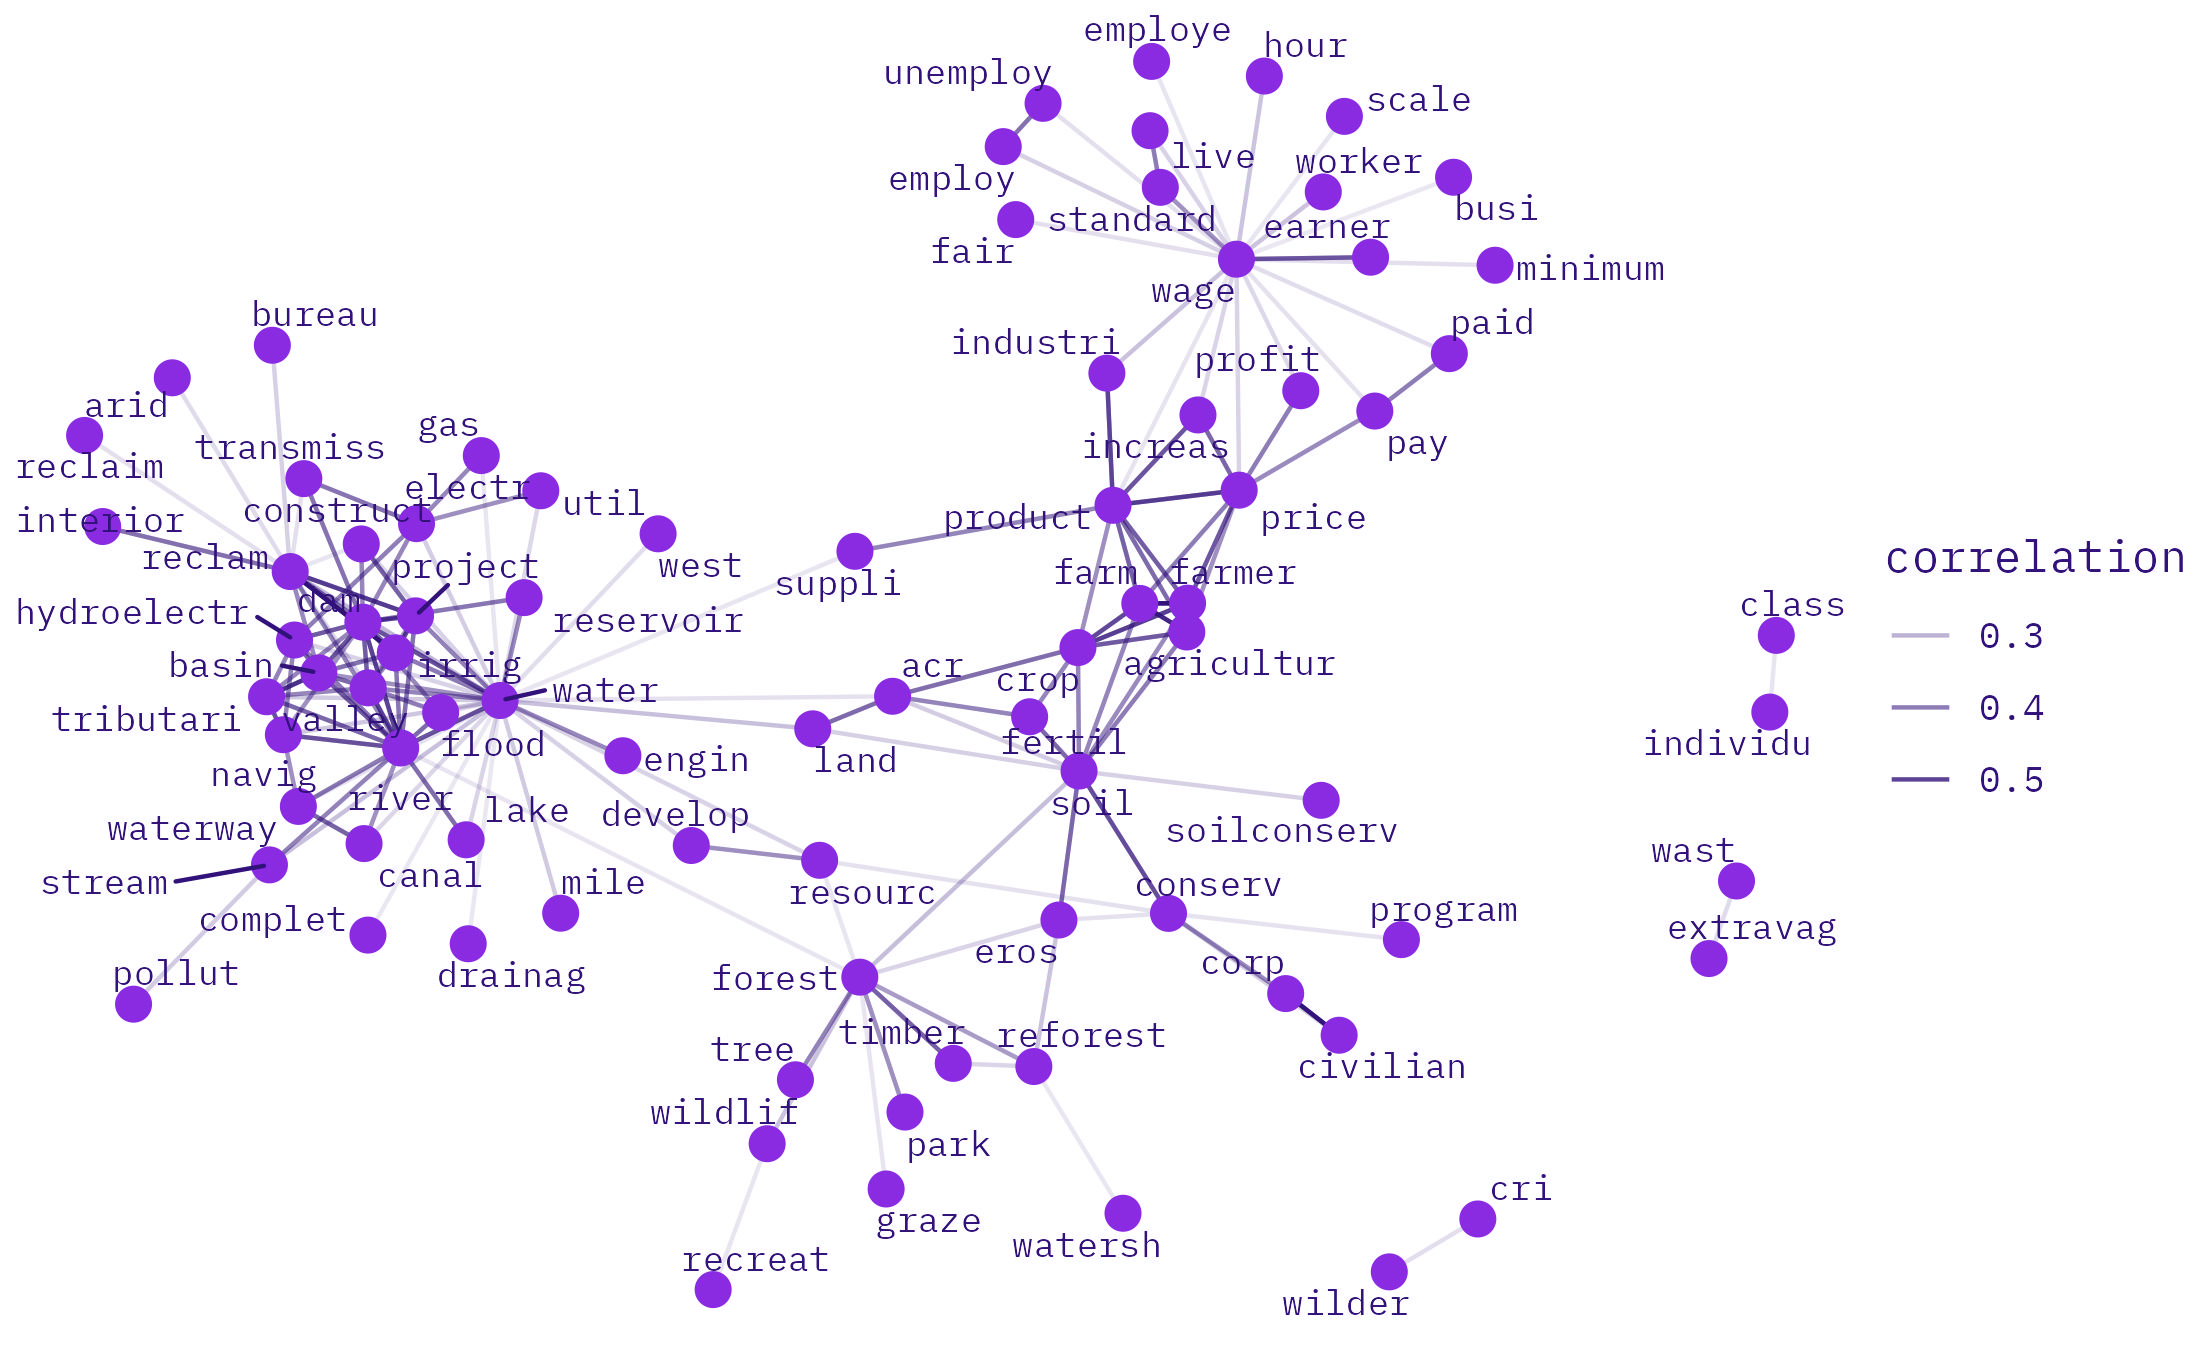 employe
hour
unemploy
scale
live
worker
employ
busi
standard
earner
fair
minimum
wage
bureau
paid
industri
profit
arid
gas
transmiss
increas
pay
reclaim
electr
construct
util
interior
product
price
reclam
project
west
suppli
farm
farmer
correlation
dam
hydroelectr
reservoir
class
0.3
basin
irrig
acr
agricultur
crop
water
tributari
valley
0.4
flood
fertil
individu
engin
land
navig
0.5
river
lake
develop
soil
waterway
soilconserv
wast
stream
canal
mile
resourc
conserv
complet
program
extravag
pollut
drainag
forest
eros
corp
timber
reforest
tree
civilian
wildlif
park
cri
graze
watersh
recreat
wilder